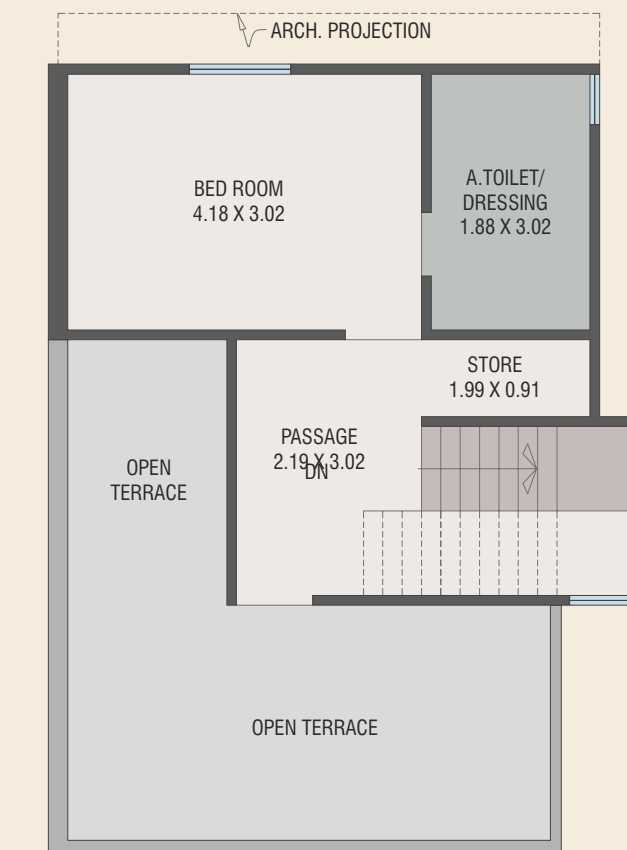 ARCH. PROJECTION
BED ROOM
4.18 X 3.02
A.TOILET/
DRESSING
1.88 X 3.02
STORE
1.99 X 0.91
PASSAGE
2.19 X 3.02
DN
OPEN
TERRACE
OPEN TERRACE